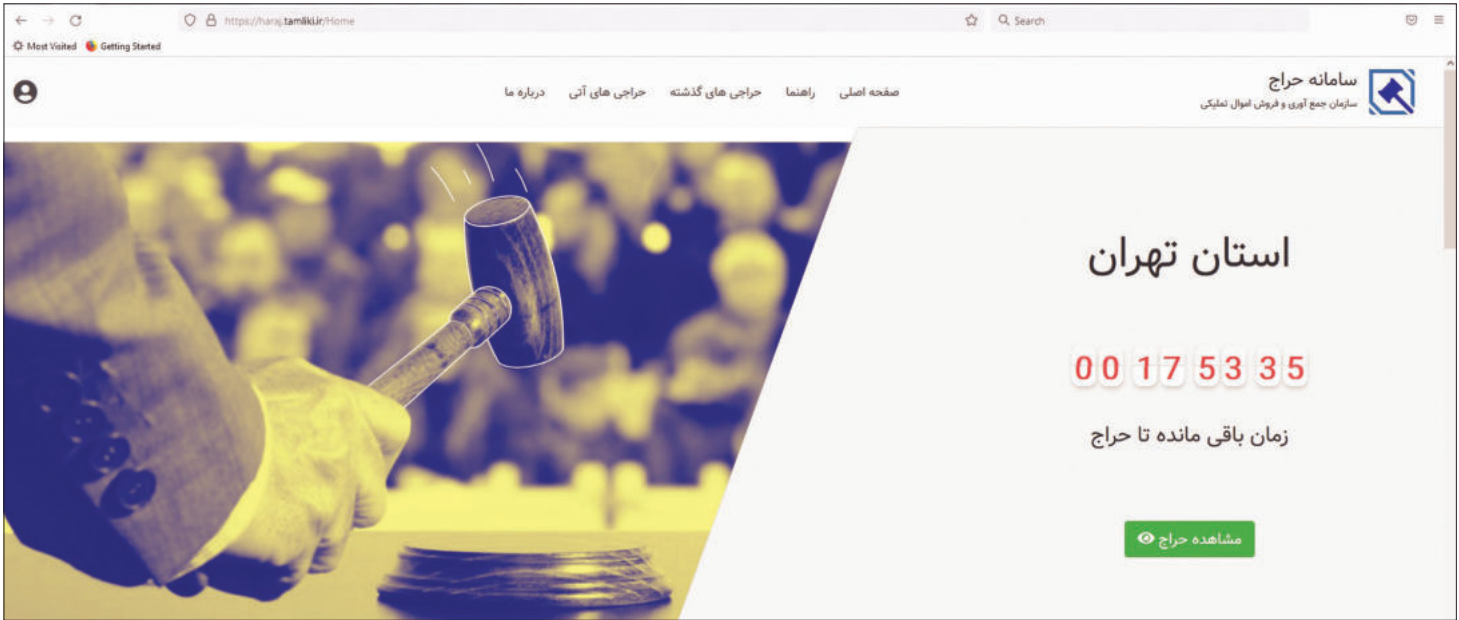 https://haraj.tamliki.ir/Home
Search
Most Visited Getting Started
سامانه حراج
سازمان جمع آوری و فروش اموال تملیکی
صفحه اصلی راهنما حراجی های گذشته حراجی های آتی درباره ما
استان تهران
00 17 53 35
زمان باقی مانده تا حراج
مشاهده حراج